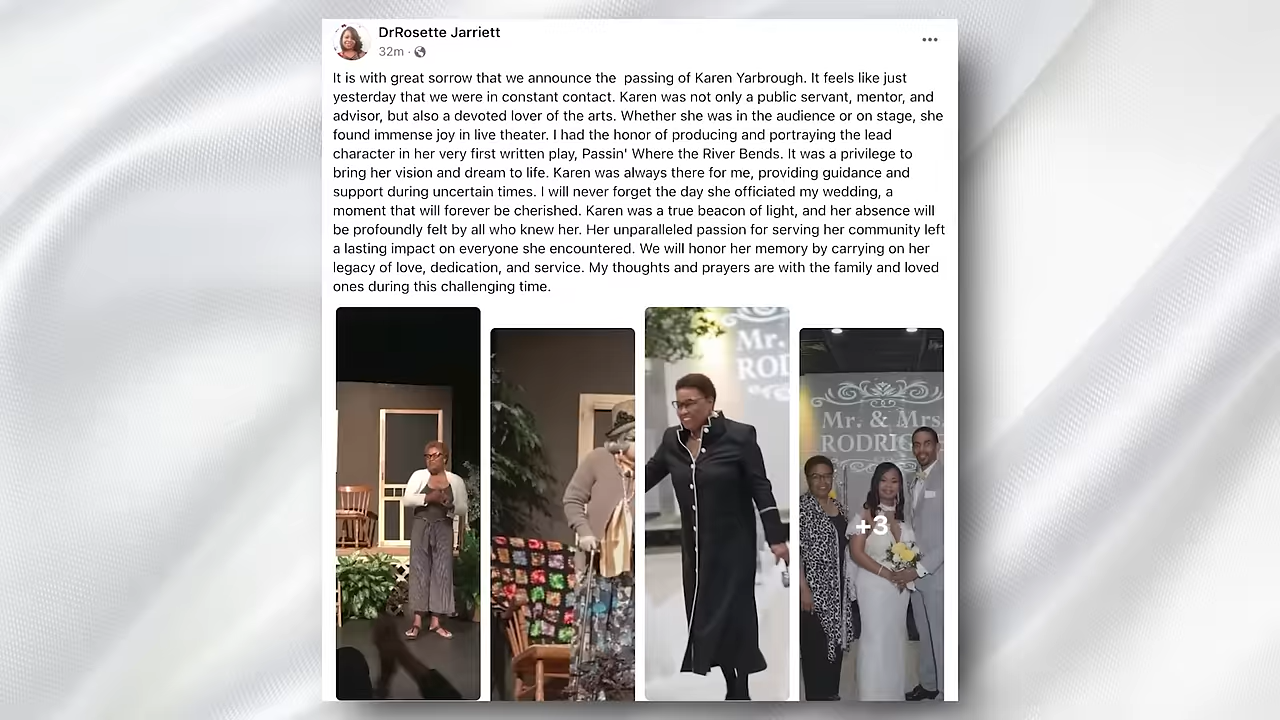 DrRosette Jarriett
32m ·
It is with great sorrow that we announce the  passing of Karen Yarbrough. It feels like just
yesterday that we were in constant contact. Karen was not only a public servant, mentor, and
advisor, but also a devoted lover of the arts. Whether she was in the audience or on stage, she
found immense joy in live theater. I had the honor of producing and portraying the lead
character in her very first written play, Passin' Where the River Bends. It was a privilege to
bring her vision and dream to life. Karen was always there for me, providing guidance and
support during uncertain times. I will never forget the day she officiated my wedding, a
moment that will forever be cherished. Karen was a true beacon of light, and her absence will
be profoundly felt by all who knew her. Her unparalleled passion for serving her community left
a lasting impact on everyone she encountered. We will honor her memory by carrying on her
legacy of love, dedication, and service. My thoughts and prayers are with the family and loved
ones during this challenging time.
Mr.
ROD
Mr. & Mrs.
RODRIG
+3